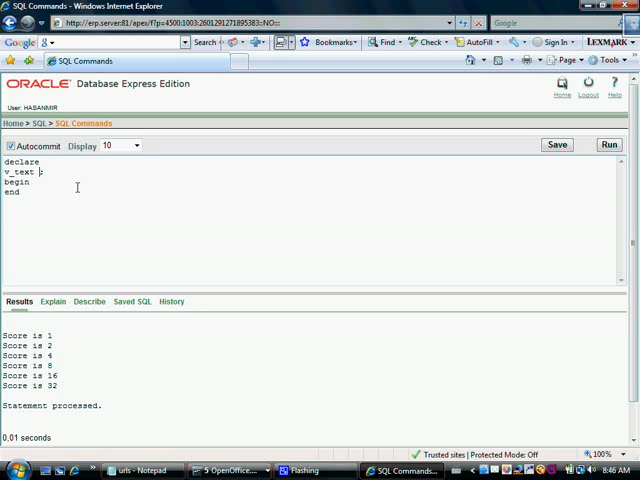 SQL Commands - Windows Internet Explorer
http://erp.server:81/apex/f?p=4500:1003:2601291271895383::NO:::
Google
Google
Search
Bookmarks
Find
Check
AutoFill
Sign In
LEXMARK
SQL Commands
Page
Tools
ORACLE Database Express Edition
Home
Logout
Help
User: HASANMIR
Home > SQL > SQL Commands
Autocommit
Display
10
Save
Run
declare
v_text ;
begin
end
Results
Explain
Describe
Saved SQL
History
Score is 1
Score is 2
Score is 4
Score is 8
Score is 16
Score is 32
Statement processed.
0,01 seconds
Trusted sites | Protected Mode: Off
100%
urls - Notepad
5 OpenOffice.
Flashing
SQL Commands...
8:46 AM